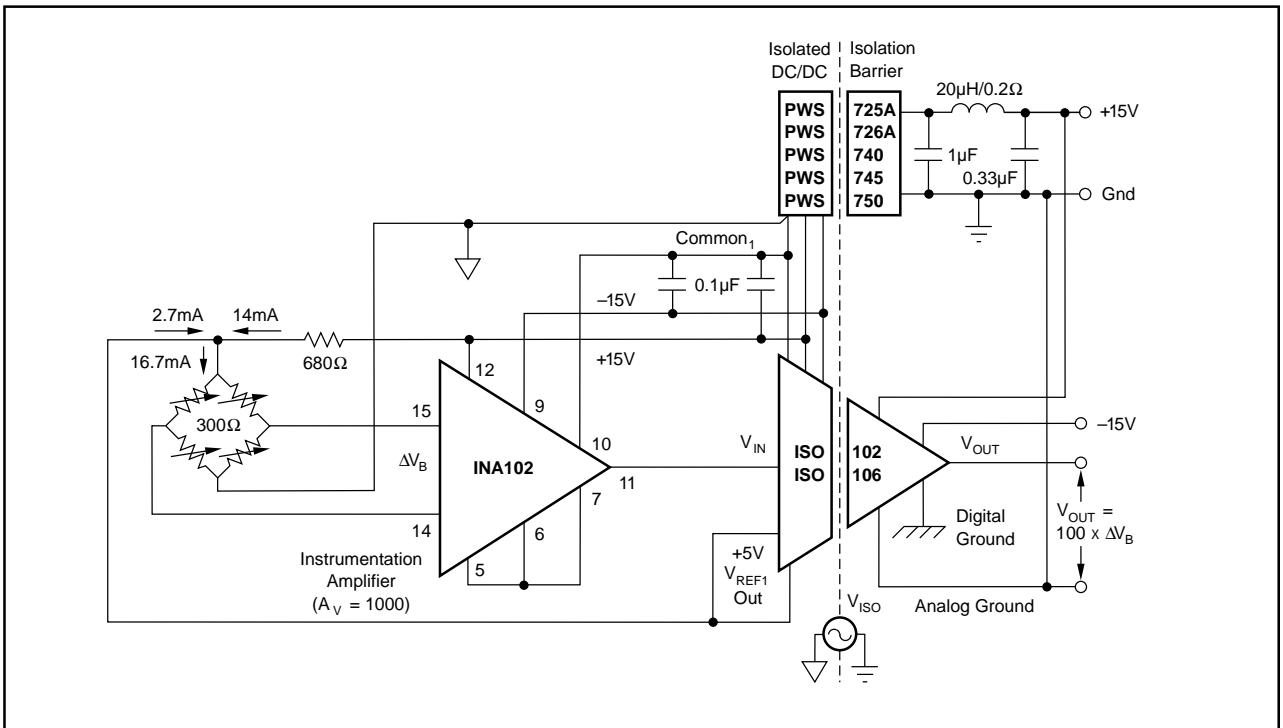 Isolated
DC/DC
Isolation
Barrier
20µH/0.2Ω
PWS
PWS
PWS
PWS
PWS
725A
726A
740
745
750
+15V
1µF
0.33µF
Gnd
Common1
0.1µF
–15V
2.7mA
14mA
680Ω
+15V
16.7mA
12
15
9
300Ω
10
ΔVB
INA102
11
VIN
ISO
ISO
102
106
–15V
VOUT
7
14
6
5
Instrumentation
Amplifier
(AV = 1000)
+5V
VREF1
Out
Digital
Ground
VOUT =
100 x ΔVB
VISO
Analog Ground